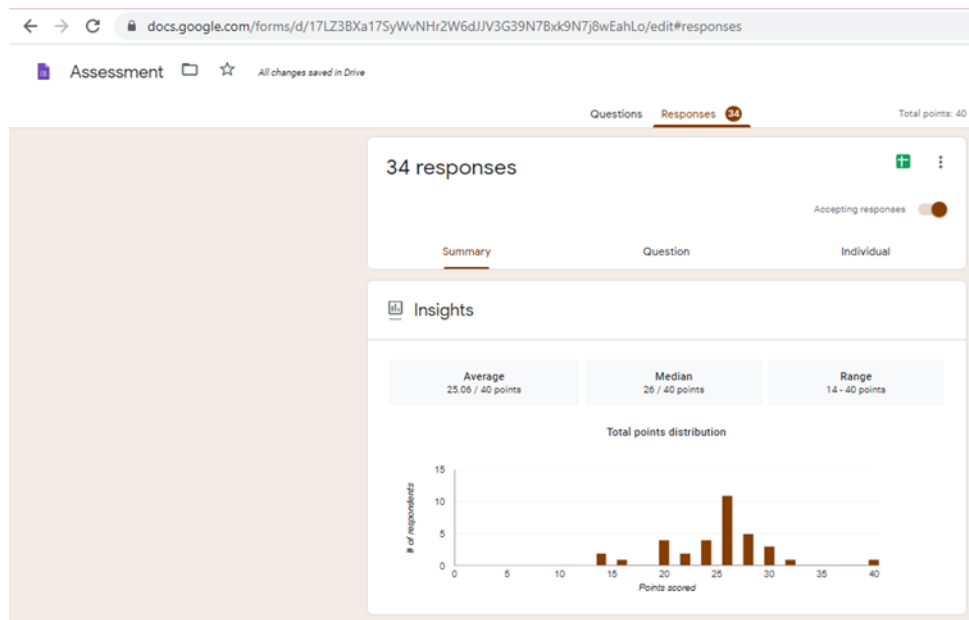 docs.google.com/forms/d/17LZ3BXa17SyWvNHr2W6dJJV3G39N7Bxk9N7j8wEahLo/edit#responses
Assessment All changes saved in Drive
Questions Responses 34 Total points: 40
34 responses
Accepting responses
Summary Question Individual
Insights
Average Median Range
25.06 / 40 points 26 / 40 points 14 - 40 points
Total points distribution
# of respondents
15
10
5
0
0 5 10 15 20 25 30 35 40
Points scored